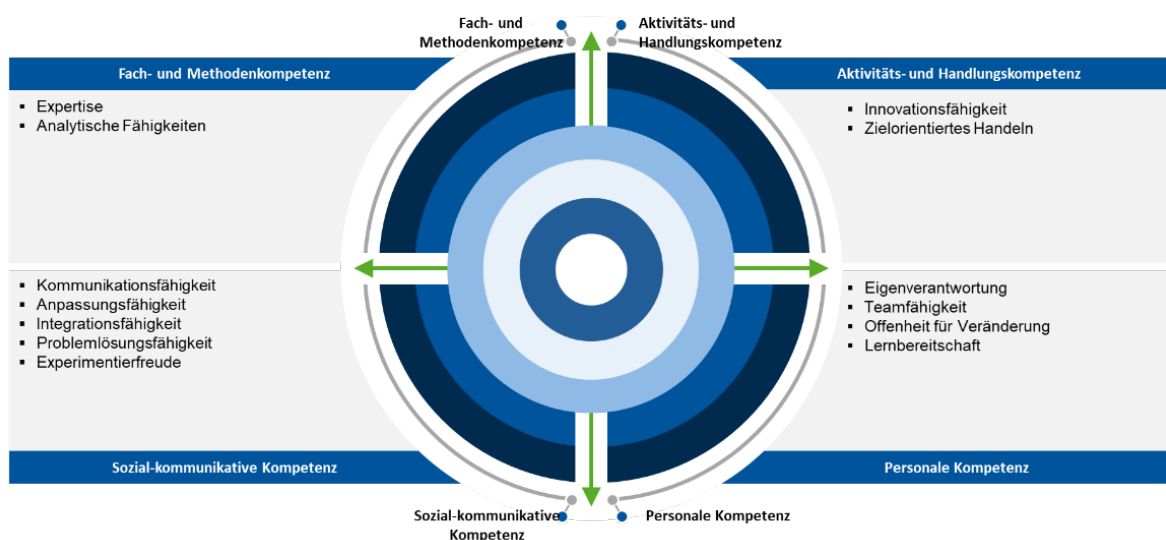 Fach- und
Methodenkompetenz
Aktivitäts- und
Handlungskompetenz
Fach- und Methodenkompetenz
Expertise
Analytische Fähigkeiten
Aktivitäts- und Handlungskompetenz
Innovationsfähigkeit
Zielorientiertes Handeln
Kommunikationsfähigkeit
Anpassungsfähigkeit
Integrationsfähigkeit
Problemlösungsfähigkeit
Experimentierfreude
Sozial-kommunikative Kompetenz
Eigenverantwortung
Teamfähigkeit
Offenheit für Veränderung
Lernbereitschaft
Personale Kompetenz
Sozial-kommunikative
Kompetenz
Personale Kompetenz